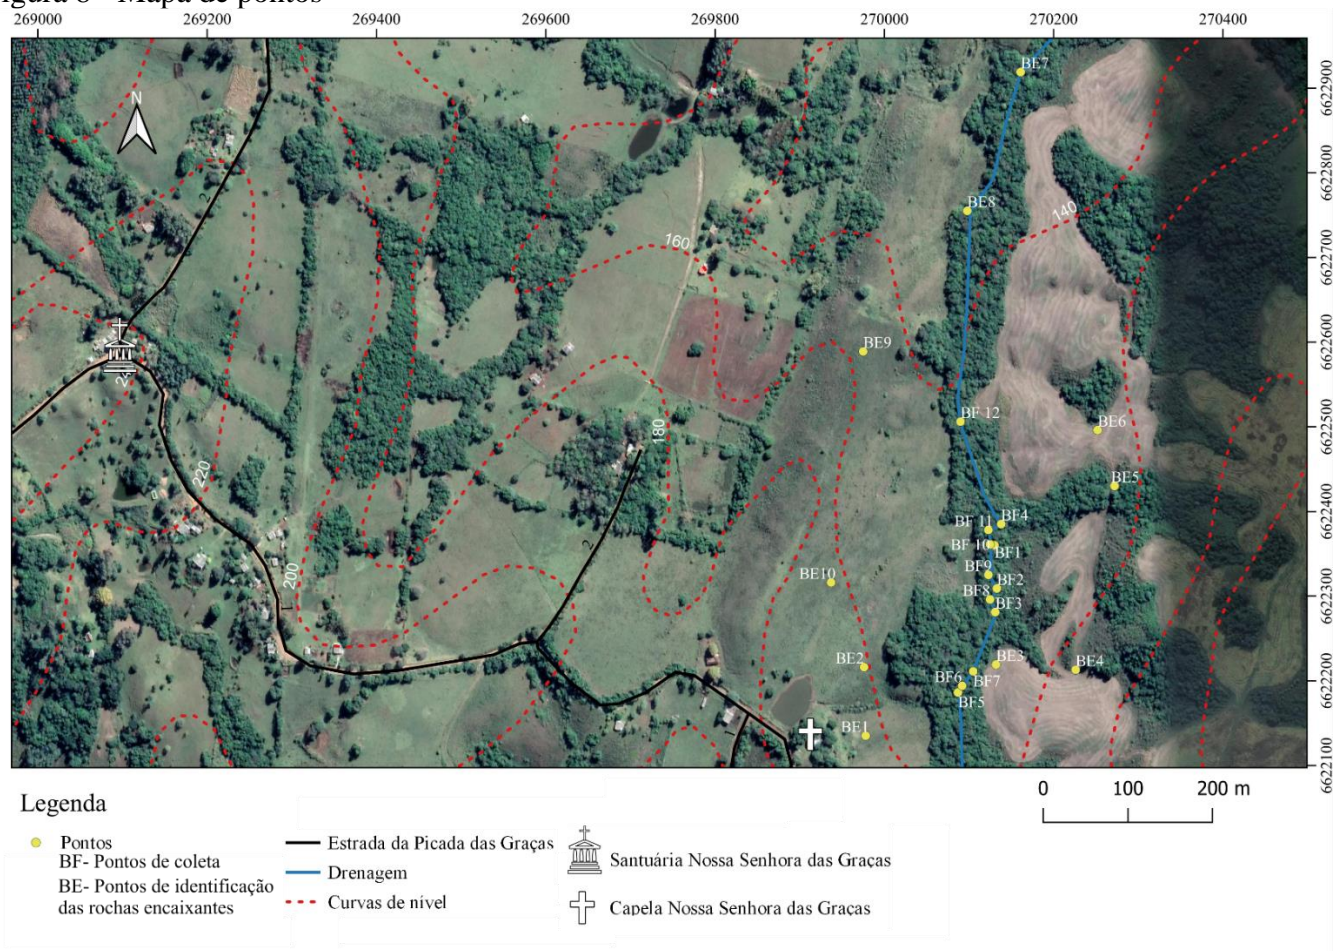 Figura 8 - Mapa de pontos
269000 269200 269400 269600 269800 270000 270200 270400
N
BE7
6622900
6622800
BE8
140
160
6622700
2
BE9
6622600
BF 12
BE6
6622500
180
220
BE5
BF4
BF 11
6622400
BF 10
BF1
2
BF9
BE10
BF2
200
BF8
6622300
BF3
1
BE2
BE3
BE4
BF6
BF7
6622200
BF5
BE1
1
6622100
Legenda
0 100 200 m
Pontos
BF- Pontos de coleta
BE- Pontos de identificação
das rochas encaixantes
Estrada da Picada das Graças
Drenagem
Curvas de nível
Santuária Nossa Senhora das Graças
Capela Nossa Senhora das Graças